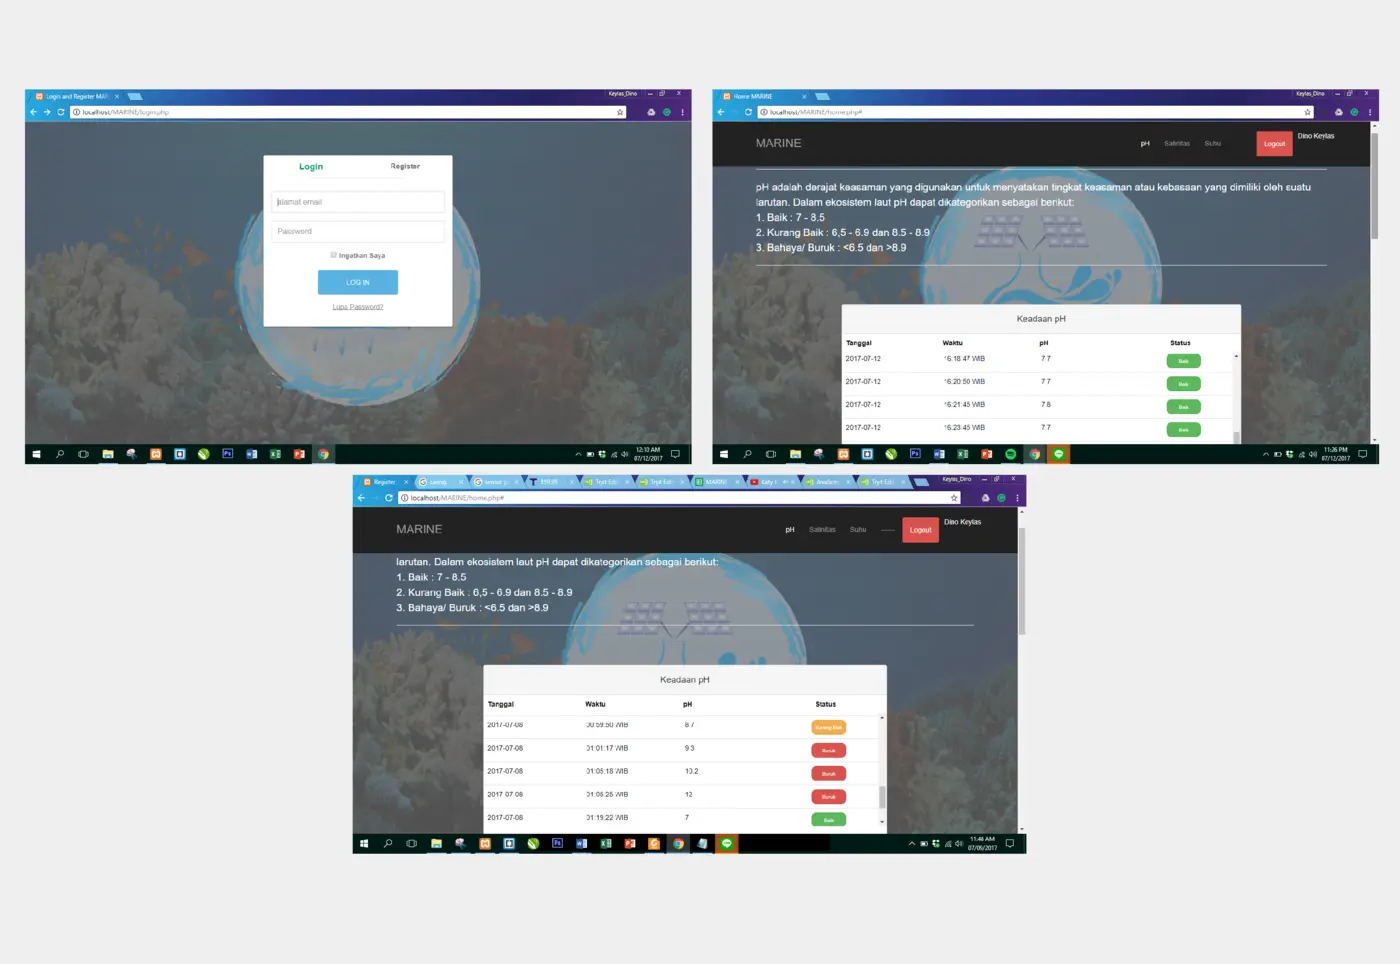 Login and Register MAR
Keylas_Dino
localhost/MARINE/login.php
Login
Register
alamat email
Password
Ingatkan Saya
LOG IN
Lupa Password?
12:10 AM
07/12/2017
Home MARINE
Keylas_Dino
localhost/MARINE/home.php#
MARINE
pH
Salinitas
Suhu
Logout
Dino Keylas
pH adalah derajat keasaman yang digunakan untuk menyatakan tingkat keasaman atau kebasaan yang dimiliki oleh suatu
larutan. Dalam ekosistem laut pH dapat dikategorikan sebagai berikut:
1. Baik : 7 - 8.5
2. Kurang Baik : 6,5 - 6.9 dan 8.5 - 8.9
3. Bahaya/ Buruk : <6.5 dan >8.9
Keadaan pH
Tanggal Waktu pH Status
2017-07-12 16:18:47 WIB 7.7 Baik
2017-07-12 16:20:50 WIB 7.7 Baik
2017-07-12 16:21:45 WIB 7.8 Baik
2017-07-12 16:23:45 WIB 7.7 Baik
11:26 PM
07/12/2017
Register
MARINE
Katy
Tryit Edit
Keylas_Dino
localhost/MARINE/home.php#
MARINE
pH
Salinitas
Suhu
Logout
Dino Keylas
larutan. Dalam ekosistem laut pH dapat dikategorikan sebagai berikut:
1. Baik : 7 - 8.5
2. Kurang Baik : 6,5 - 6.9 dan 8.5 - 8.9
3. Bahaya/ Buruk : <6.5 dan >8.9
Keadaan pH
Tanggal Waktu pH Status
2017-07-08 00:59:50 WIB 8.7 Kurang Baik
2017-07-08 01:01:17 WIB 9.3 Buruk
2017-07-08 01:05:18 WIB 10.2 Buruk
2017-07-08 01:05:25 WIB 12 Buruk
2017-07-08 01:19:22 WIB 7 Baik
11:48 AM
07/09/2017